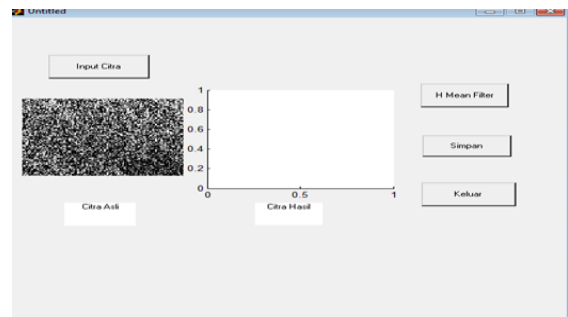 Untitled
Input Citra
H Mean Filter
1
0.8
0.6
0.4
0.2
0
Simpan
Keluar
0 0.5 1
Citra Asli
Citra Hasil